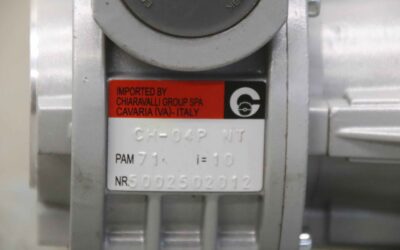 IMPORTED BY
CHIARAVALLI GROUP SPA
CAVARIA (VA)- ITALY
CH-04P NT
PAM 71 i= 10
NR 5002502012